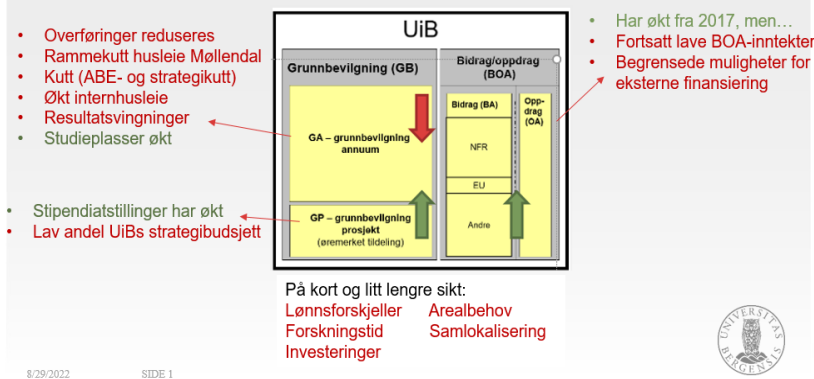 • Overføringer reduseres
• Rammekutt husleie Møllendal
• Kutt (ABE- og strategikutt)
• Økt internhusleie
• Resultatsvingninger
• Studieplasser økt
• Stipendiatstillinger har økt
• Lav andel UiBs strategibudsjett
UiB
Grunnbevilgning (GB)
GA – grunnbevilgning
annuum
GP – grunnbevilgning
prosjekt
(øremerket tildeling)
Bidrag/oppdrag
(BOA)
Bidrag (BA)
NFR
EU
Andre
Opp-
drag
(OA)
• Har økt fra 2017, men…
• Fortsatt lave BOA-inntekter
• Begrensede muligheter for
eksterne finansiering
På kort og litt lengre sikt:
Lønnsforskjeller Arealbehov
Forskningstid Samlokalisering
Investeringer
UNIVERSITAS
BERGENSIS
8/29/2022 SIDE 1